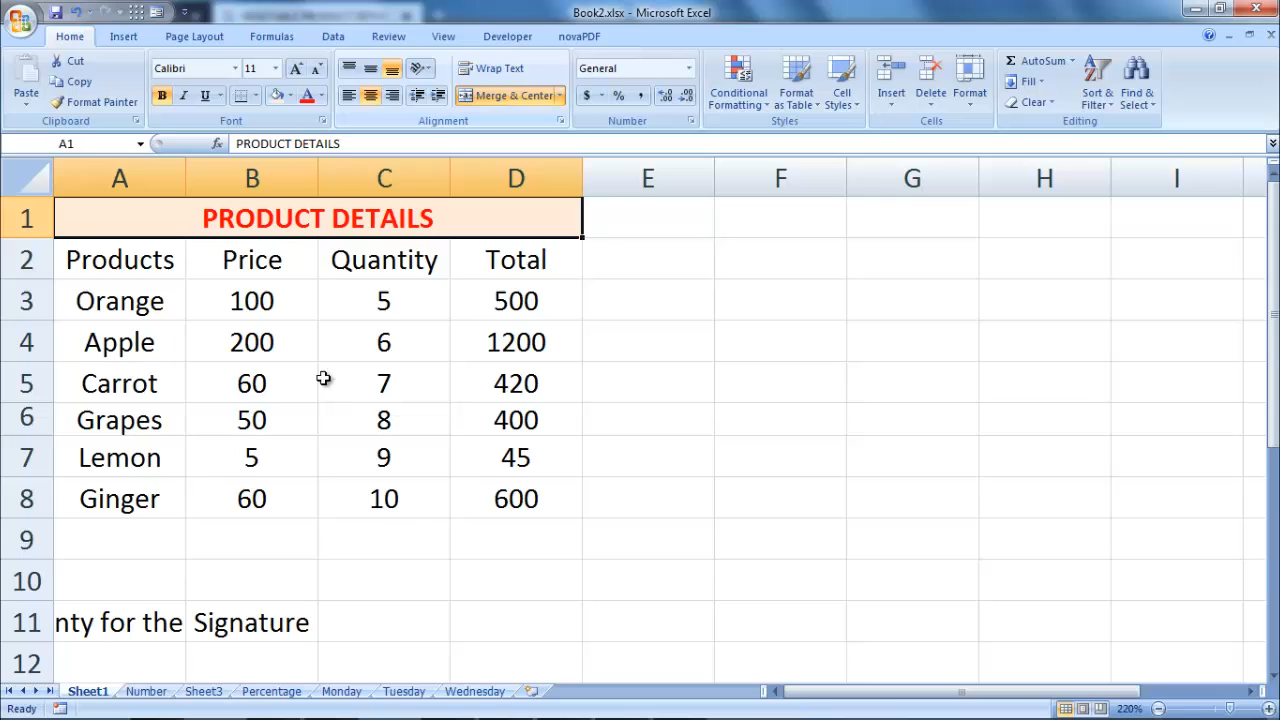 Book2.xlsx - Microsoft Excel
Home Insert Page Layout Formulas Data Review View Developer novaPDF
Paste Cut Copy Format Painter Clipboard
Calibri 11 B I U Font
Wrap Text Merge & Center Alignment
General $ % , Number
Conditional Formatting Format as Table Cell Styles Styles
Insert Delete Format Cells
Σ AutoSum Fill Clear Sort & Filter Find & Select Editing
A1 fx PRODUCT DETAILS
A B C D E F G H I
1 PRODUCT DETAILS
2 Products Price Quantity Total
3 Orange 100 5 500
4 Apple 200 6 1200
5 Carrot 60 7 420
6 Grapes 50 8 400
7 Lemon 5 9 45
8 Ginger 60 10 600
9
10
11 nty for the Signature
12
Sheet1 Number Sheet3 Percentage Monday Tuesday Wednesday
Ready 220%